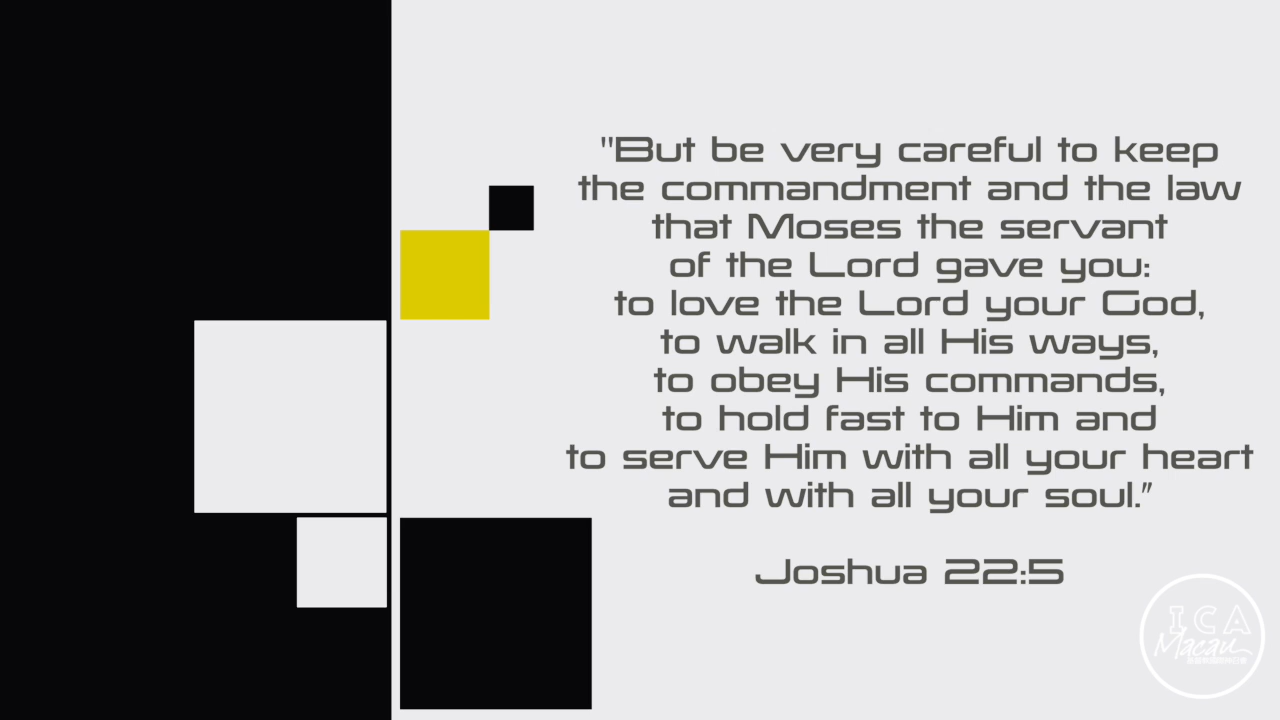 "But be very careful to keep
the commandment and the law
that Moses the servant
of the Lord gave you:
to love the Lord your God,
to walk in all His ways,
to obey His commands,
to hold fast to Him and
to serve Him with all your heart
and with all your soul."
Joshua 22:5
ICA
Macau